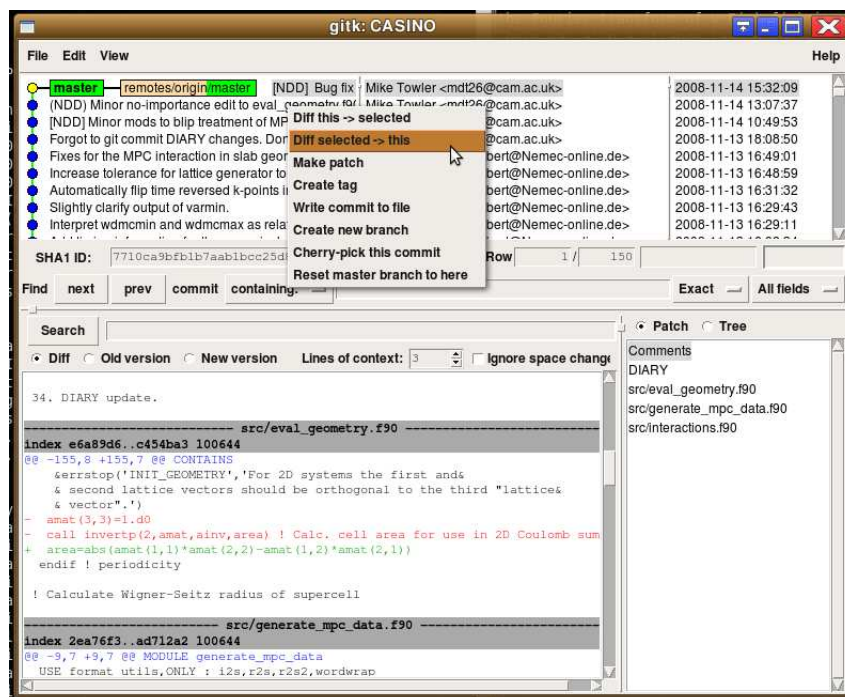 gitk: CASINO
File Edit View Help
master remotes/origin/master [NDD] Bug fix Mike Towler <mdt26@cam.ac.uk> 2008-11-14 15:32:09
(NDD) Minor no-importance edit to eval_geometry.f90 Mike Towler <mdt26@cam.ac.uk> 2008-11-14 13:07:37
[NDD] Minor mods to blip treatment of MP @cam.ac.uk> 2008-11-14 10:49:53
Forgot to git commit DIARY changes. Don @cam.ac.uk> 2008-11-13 18:08:50
Fixes for the MPC interaction in slab geor bert@Nemec-online.de> 2008-11-13 16:49:01
Increase tolerance for lattice generator to bert@Nemec-online.de> 2008-11-13 16:48:59
Automatically flip time reversed k-points i bert@Nemec-online.de> 2008-11-13 16:31:32
Slightly clarify output of varmin. bert@Nemec-online.de> 2008-11-13 16:29:43
Interpret wdmcmin and wdmcmax as rela bert@Nemec-online.de> 2008-11-13 16:29:11
Diff this -> selected
Diff selected -> this
Make patch
Create tag
Write commit to file
Create new branch
Cherry-pick this commit
Reset master branch to here
SHA1 ID: 7710ca9bfb1b7aab1bcc25d Row 1 / 150
Find next prev commit containing: Exact All fields
Search
Diff Old version New version Lines of context: 3 Ignore space change
34. DIARY update.
src/eval_geometry.f90
index e6a89d6..c454ba3 100644
@@ -155,8 +155,7 @@ CONTAINS
&errstop('INIT_GEOMETRY','For 2D systems the first and&
& second lattice vectors should be orthogonal to the third "lattice&
& vector".')
- amat(3,3)=1.d0
- call invertp(2,amat,ainv,area) ! Calc. cell area for use in 2D Coulomb sum
+ area=abs(amat(1,1)*amat(2,2)-amat(1,2)*amat(2,1))
endif ! periodicity
! Calculate Wigner-Seitz radius of supercell
src/generate_mpc_data.f90
index 2ea76f3..ad712a2 100644
@@ -9,7 +9,7 @@ MODULE generate_mpc_data
USE format_utils,ONLY : i2s,r2s,r2s2,wordwrap
Patch Tree
Comments
DIARY
src/eval_geometry.f90
src/generate_mpc_data.f90
src/interactions.f90